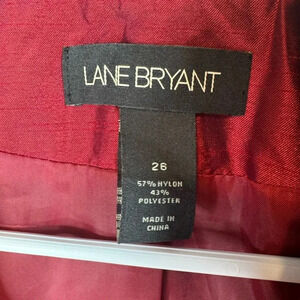 LANE BRYANT
26
57% NYLON
43%
POLYESTER
MADE IN
CHINA